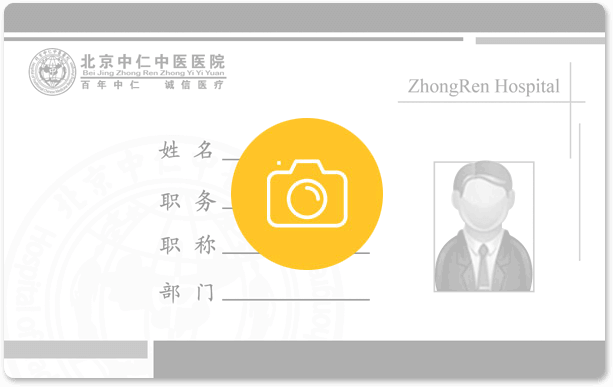 北京中仁中医医院
Bei Jing Zhong Ren Zhong Yi Yi Yuan
百年中仁 诚信医疗
ZhongRen Hospital
姓 名
职 务
职 称
部 门